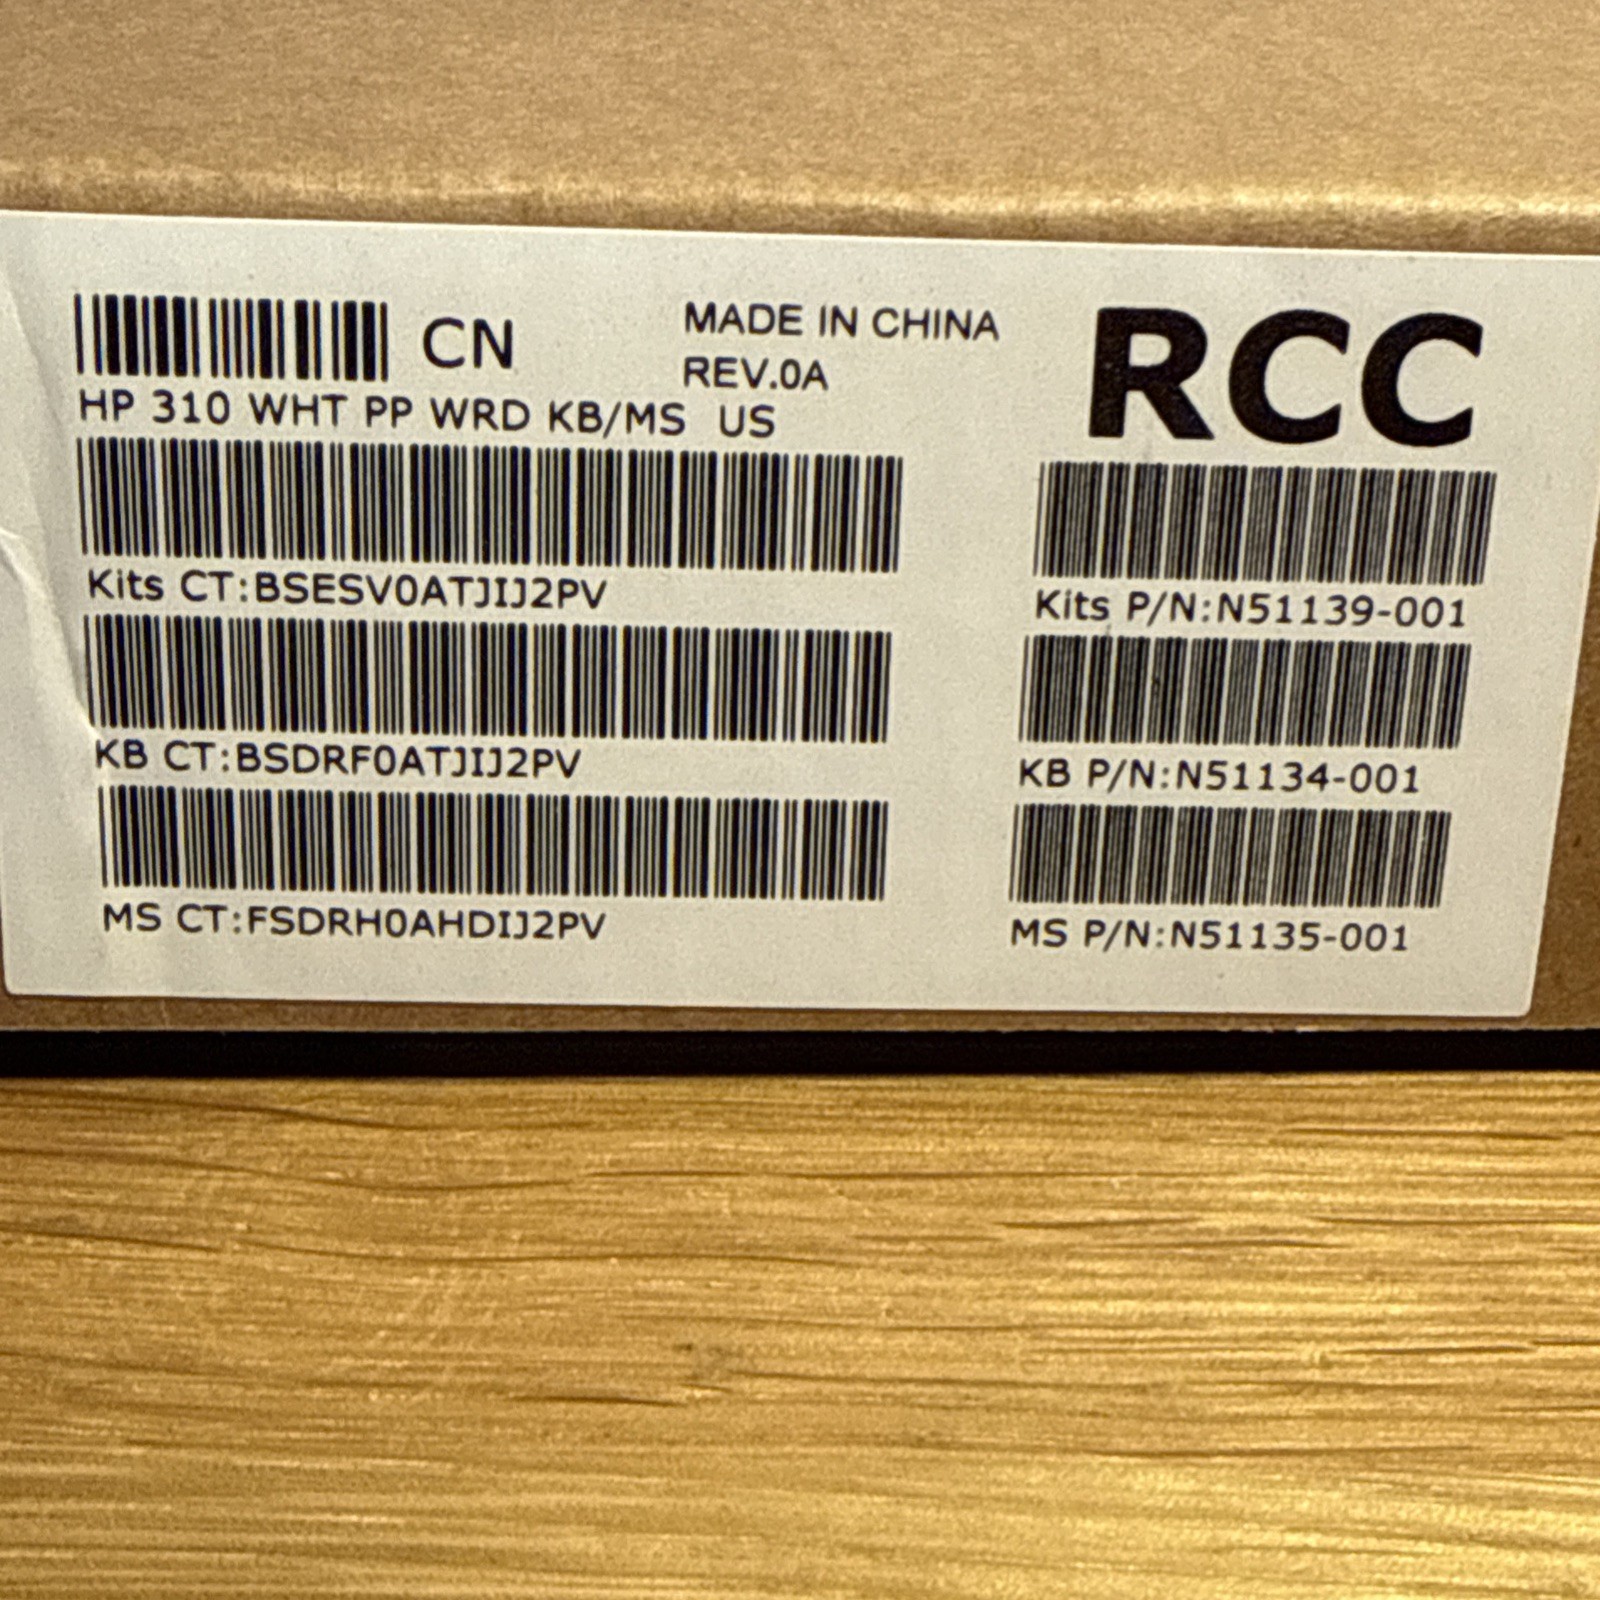 CN
MADE IN CHINA
REV.0A
RCC
HP 310 WHT PP WRD KB/MS US
Kits CT:BSESV0ATJIJ2PV
Kits P/N:N51139-001
KB CT:BSDRF0ATJIJ2PV
KB P/N:N51134-001
MS CT:FSDRH0AHDIJ2PV
MS P/N:N51135-001